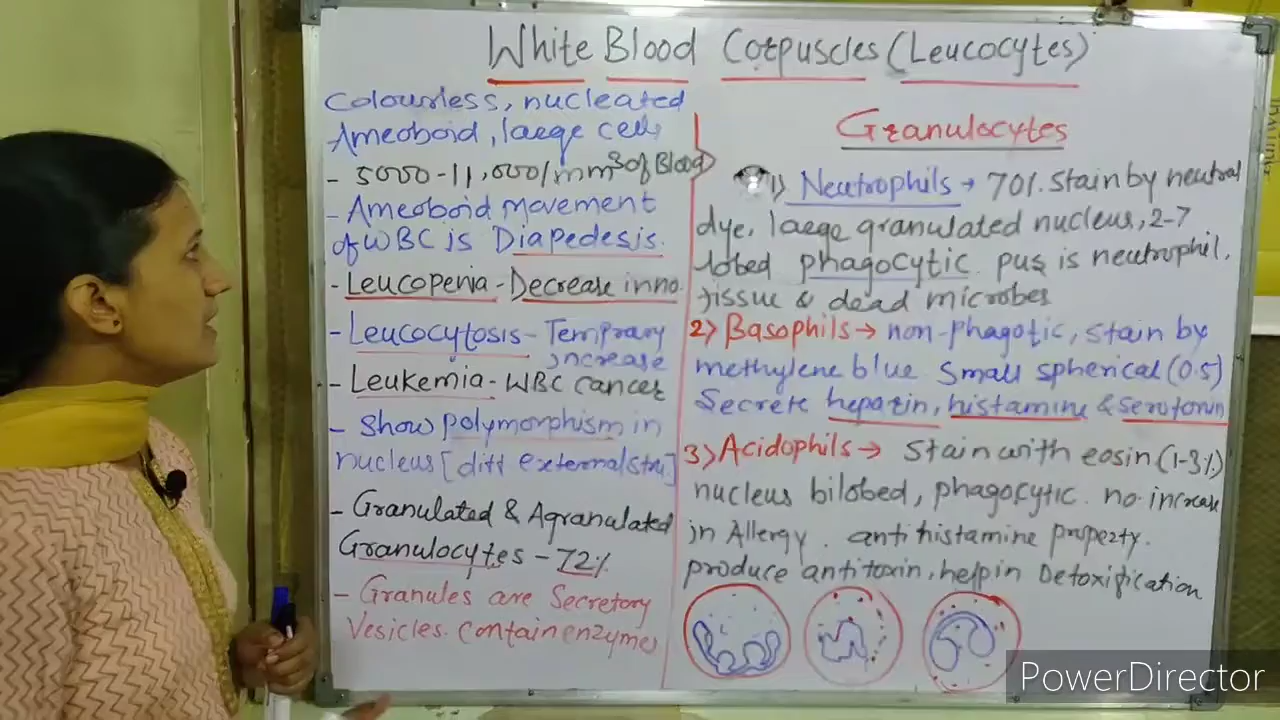 White Blood Corpuscles (Leucocytes)
Colourless, nucleated
Ameoboid, large cells
- 5000-11,000/mm3 of Blood
- Ameoboid movement
of WBC is Diapedesis.
- Leucopenia - Decrease in no.
- Leucocytosis - Temprary
increase
- Leukemia - WBC cancer
- Show polymorphism in
nucleus [diff external stru.]
- Granulated & Agranulated
Granulocytes - 72%
- Granules are Secretory
Vesicles. contain enzymes
Granulocytes
1) Neutrophils → 70%. Stain by neutral
dye, large granulated nucleus, 2-7
lobed phagocytic. pus is neutrophil,
tissue & dead microbes
2) Basophils → non-phagotic, stain by
methylene blue. Small spherical (0.5)
Secrete heparin, histamine & serotonin
3) Acidophils → Stain with eosin (1-3%)
nucleus bilobed, phagocytic. no. increase
in Allergy. antihistamine property.
produce antitoxin, help in Detoxification
PowerDirector